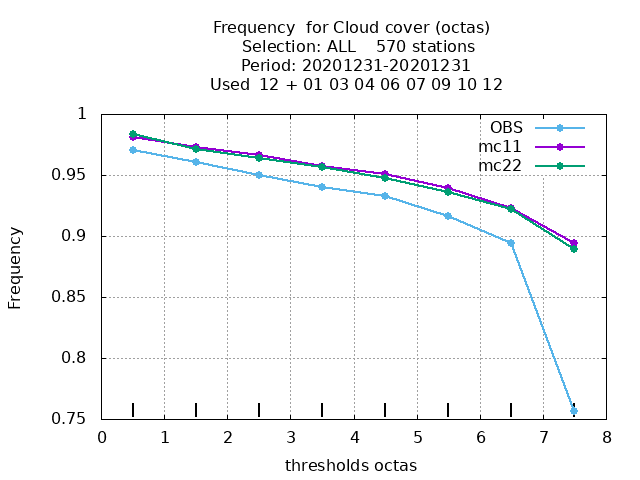 Frequency  for Cloud cover (octas)
Selection: ALL    570 stations
Period: 20201231-20201231
Used  12 + 01 03 04 06 07 09 10 12
OBS
mc11
mc22
1
0.95
0.9
0.85
0.8
0.75
Frequency
0 1 2 3 4 5 6 7 8
thresholds octas